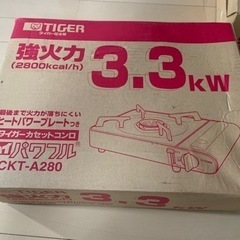 TIGER
タイガー魔法瓶
強火力
(2800kcal/h)
3.3kW
最後まで火力が落ちにくい
ヒートパワープレートつき
タイガーカセットコンロ
パワフル
CKT-A280
3.3kW